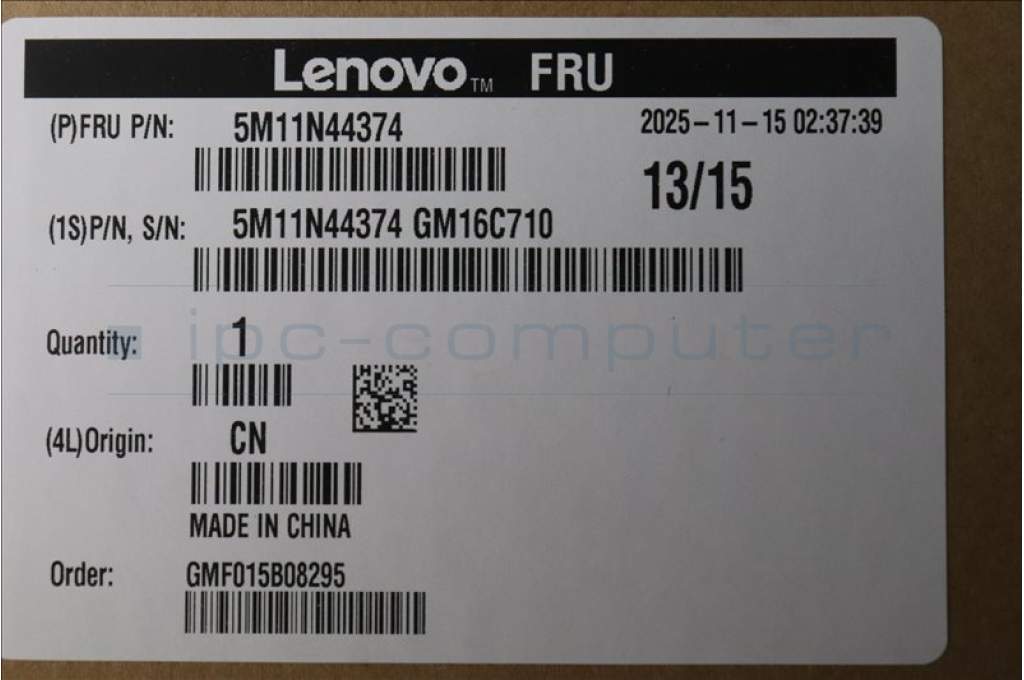 Lenovo™ FRU
(P)FRU P/N: 5M11N44374
2025-11-15 02:37:39
13/15
(1S)P/N, S/N: 5M11N44374 GM16C710
ipc-computer
Quantity: 1
(4L)Origin: CN
MADE IN CHINA
Order: GMF015B08295